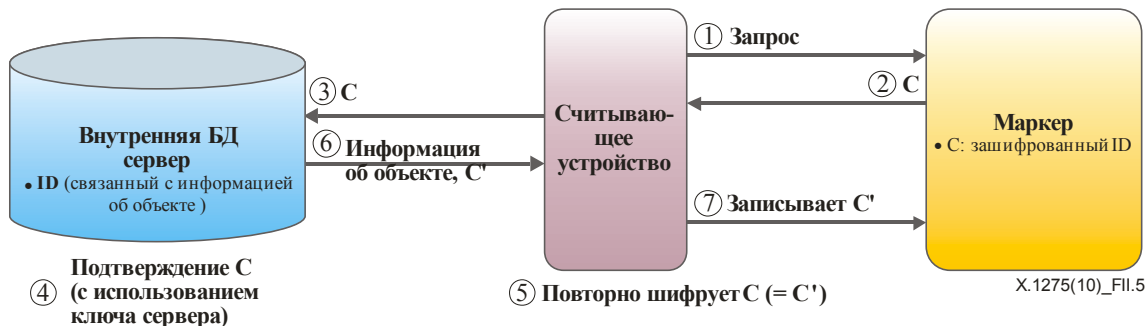 ① Запрос
② C
③ C
Внутренняя БД
сервер
• ID (связанный с информацией
об объекте )
⑥ Информация
об объекте, C'
Считываю-
щее
устройство
Маркер
• C: зашифрованный ID
⑦ Записывает C'
④ Подтверждение C
(с использованием
ключа сервера)
⑤ Повторно шифрует C (= C')
X.1275(10)_FII.5